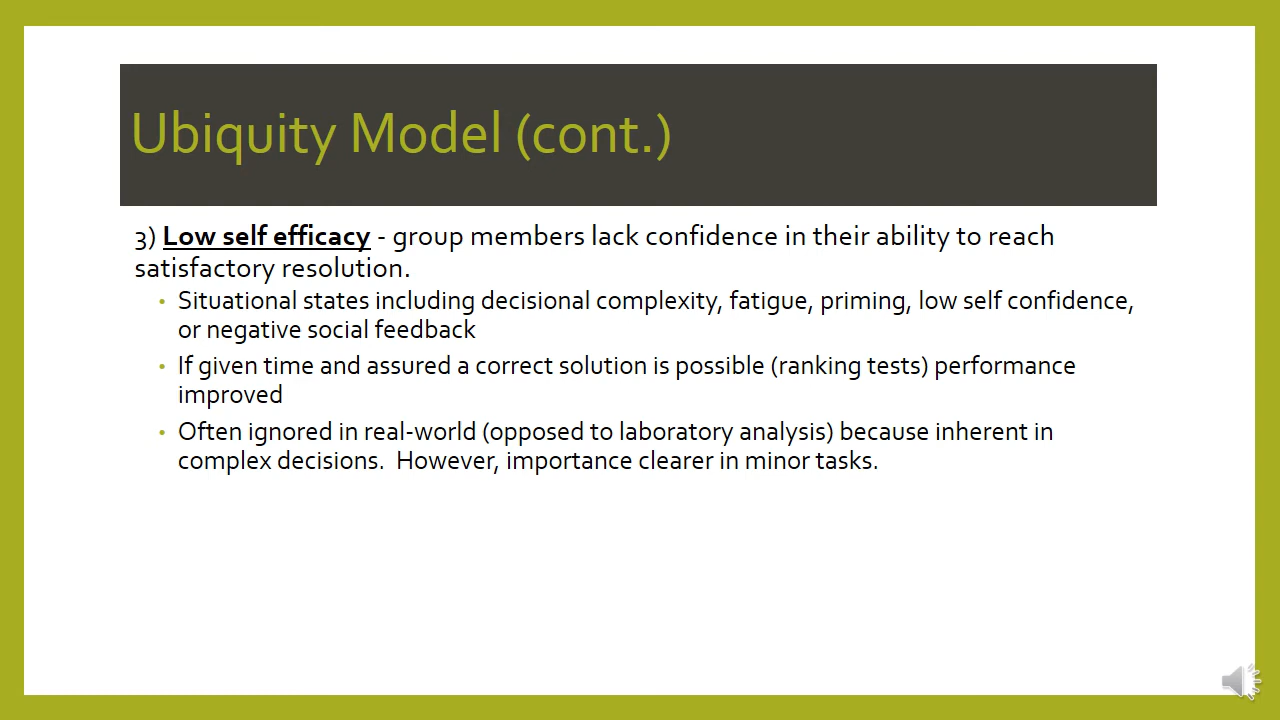 Ubiquity Model (cont.)
3) Low self efficacy - group members lack confidence in their ability to reach
satisfactory resolution.
• Situational states including decisional complexity, fatigue, priming, low self confidence,
or negative social feedback
• If given time and assured a correct solution is possible (ranking tests) performance
improved
• Often ignored in real-world (opposed to laboratory analysis) because inherent in
complex decisions.  However, importance clearer in minor tasks.